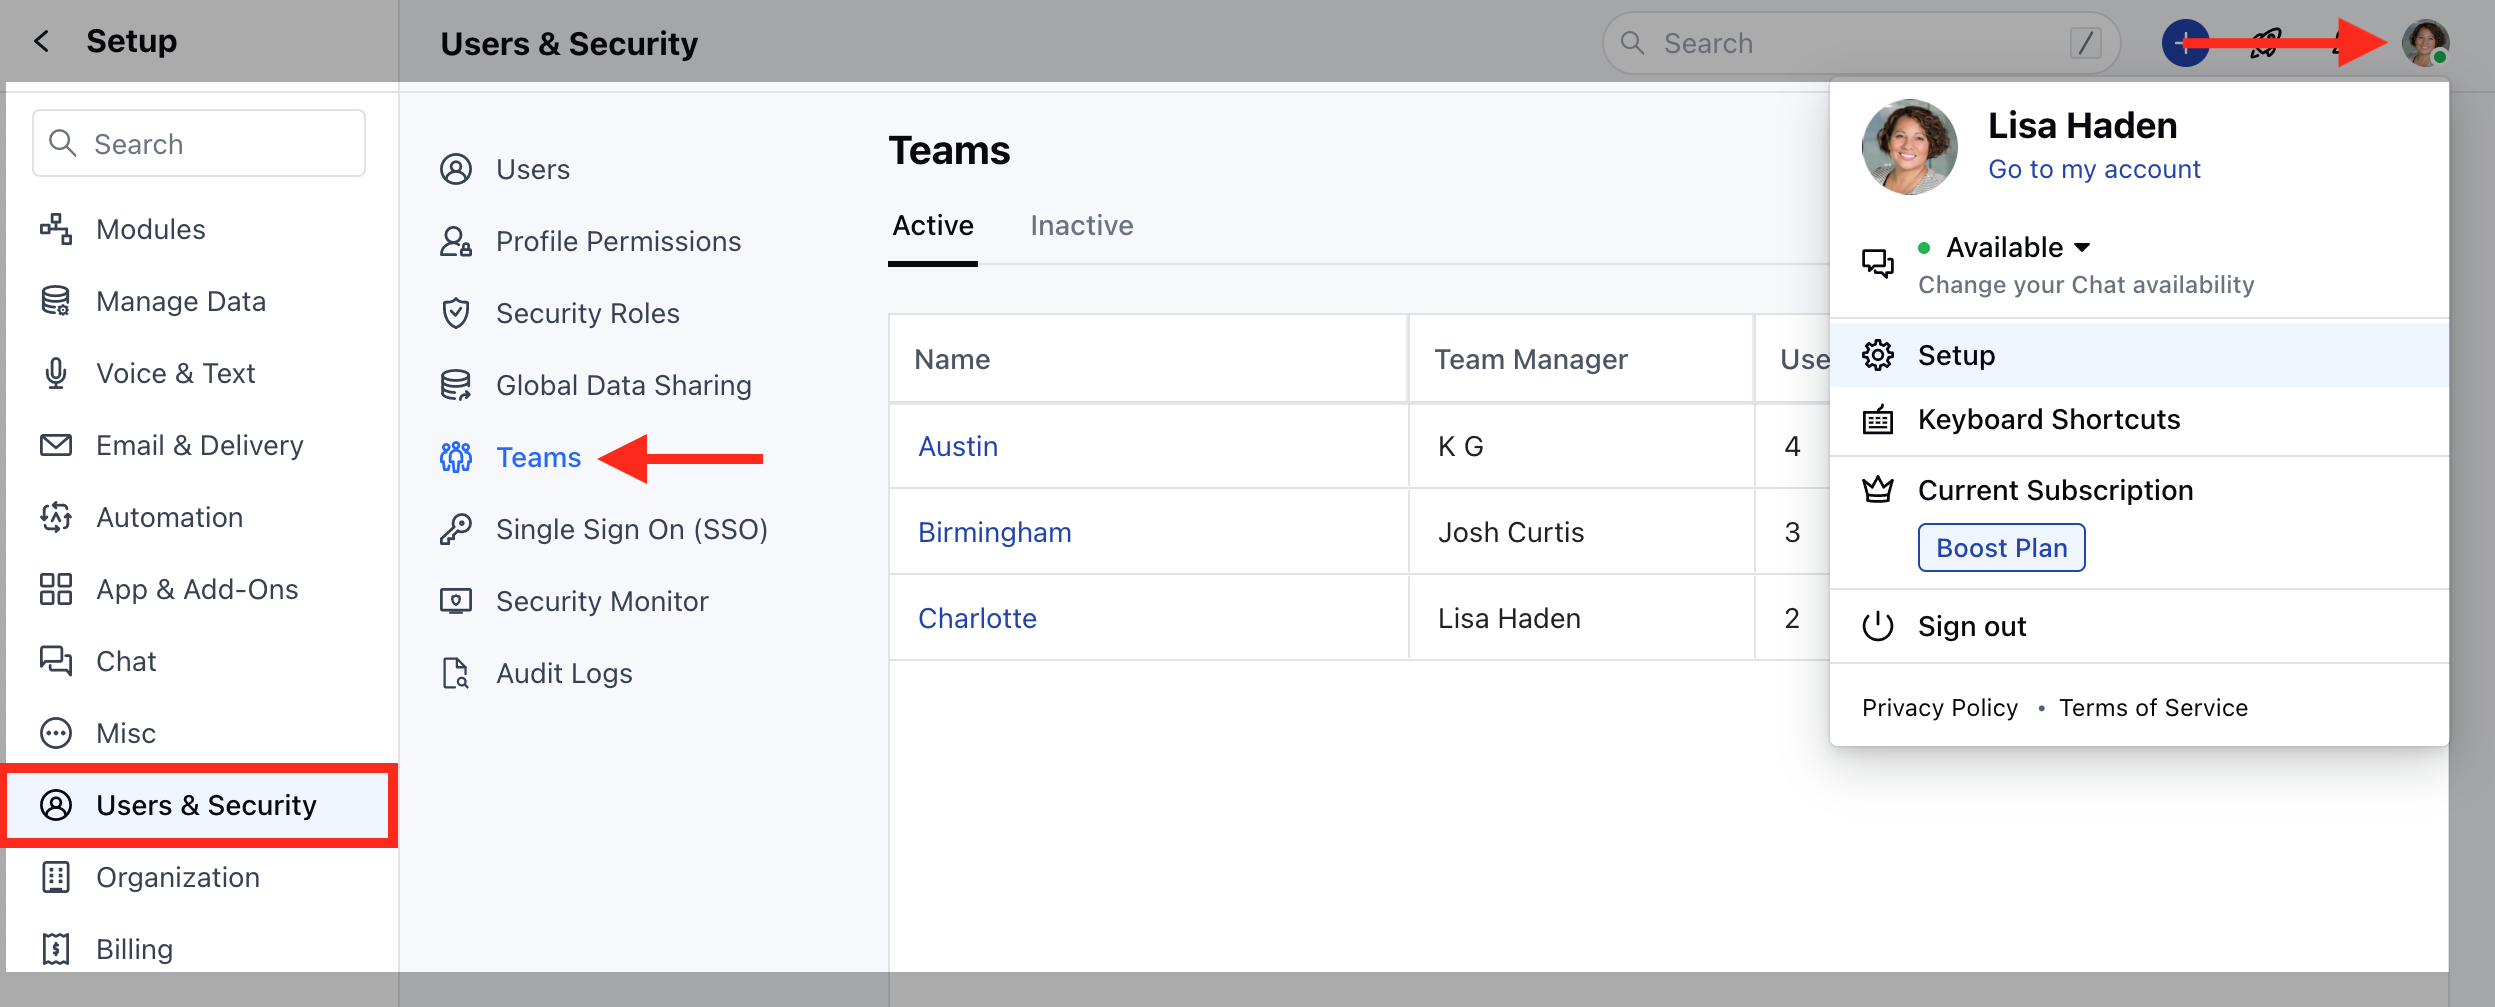 Setup
Users & Security
Search
/
Search
Modules
Manage Data
Voice & Text
Email & Delivery
Automation
App & Add-Ons
Chat
Misc
Users & Security
Organization
Billing
Users
Profile Permissions
Security Roles
Global Data Sharing
Teams
Single Sign On (SSO)
Security Monitor
Audit Logs
Teams
Active Inactive
Name Team Manager Use
Austin K G 4
Birmingham Josh Curtis 3
Charlotte Lisa Haden 2
Lisa Haden
Go to my account
Available
Change your Chat availability
Setup
Keyboard Shortcuts
Current Subscription
Boost Plan
Sign out
Privacy Policy • Terms of Service